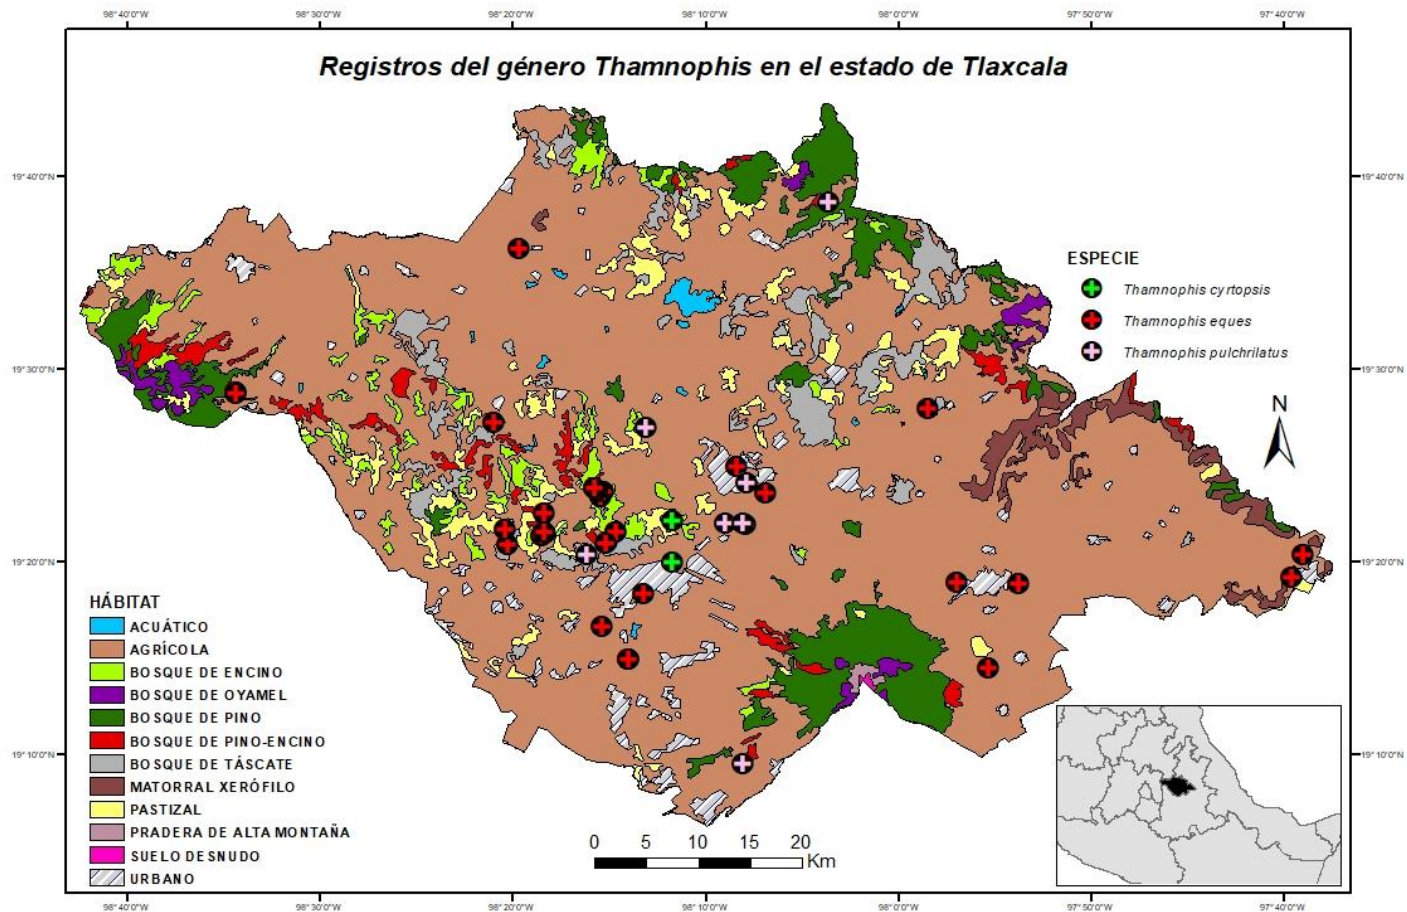 98°40'0"W 98°30'0"W 98°20'0"W 98°10'0"W 98°0'0"W 97°50'0"W 97°40'0"W
Registros del género Thamnophis en el estado de Tlaxcala
19°40'0"N 19°40'0"N
ESPECIE
Thamnophis cyrtopsis
Thamnophis eques
Thamnophis pulchrilatus
19°30'0"N 19°30'0"N
N
19°20'0"N 19°20'0"N
HÁBITAT
ACUÁTICO
AGRÍCOLA
BOSQUE DE ENCINO
BOSQUE DE OYAMEL
BOSQUE DE PINO
BOSQUE DE PINO-ENCINO
BOSQUE DE TÁSCATE
MATORRAL XERÓFILO
PASTIZAL
PRADERA DE ALTA MONTAÑA
SUELO DESNUDO
URBANO
19°10'0"N 19°10'0"N
0 5 10 15 20
Km
98°40'0"W 98°30'0"W 98°20'0"W 98°10'0"W 98°0'0"W 97°50'0"W 97°40'0"W